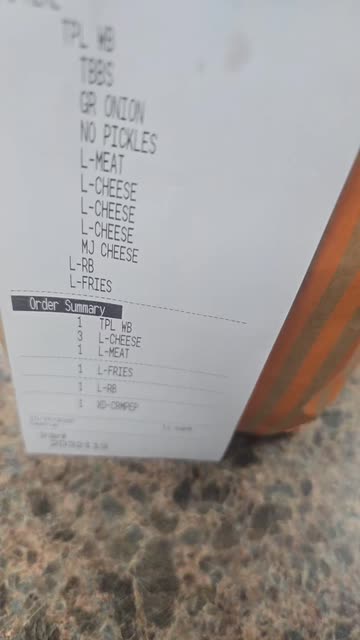 TPL WB
TBBS
GR ONION
NO PICKLES
L-MEAT
L-CHEESE
L-CHEESE
L-CHEESE
MJ CHEESE
L-RB
L-FRIES
Order Summary
1 TPL WB
3 L-CHEESE
1 L-MEAT
1 L-FRIES
1 L-RB